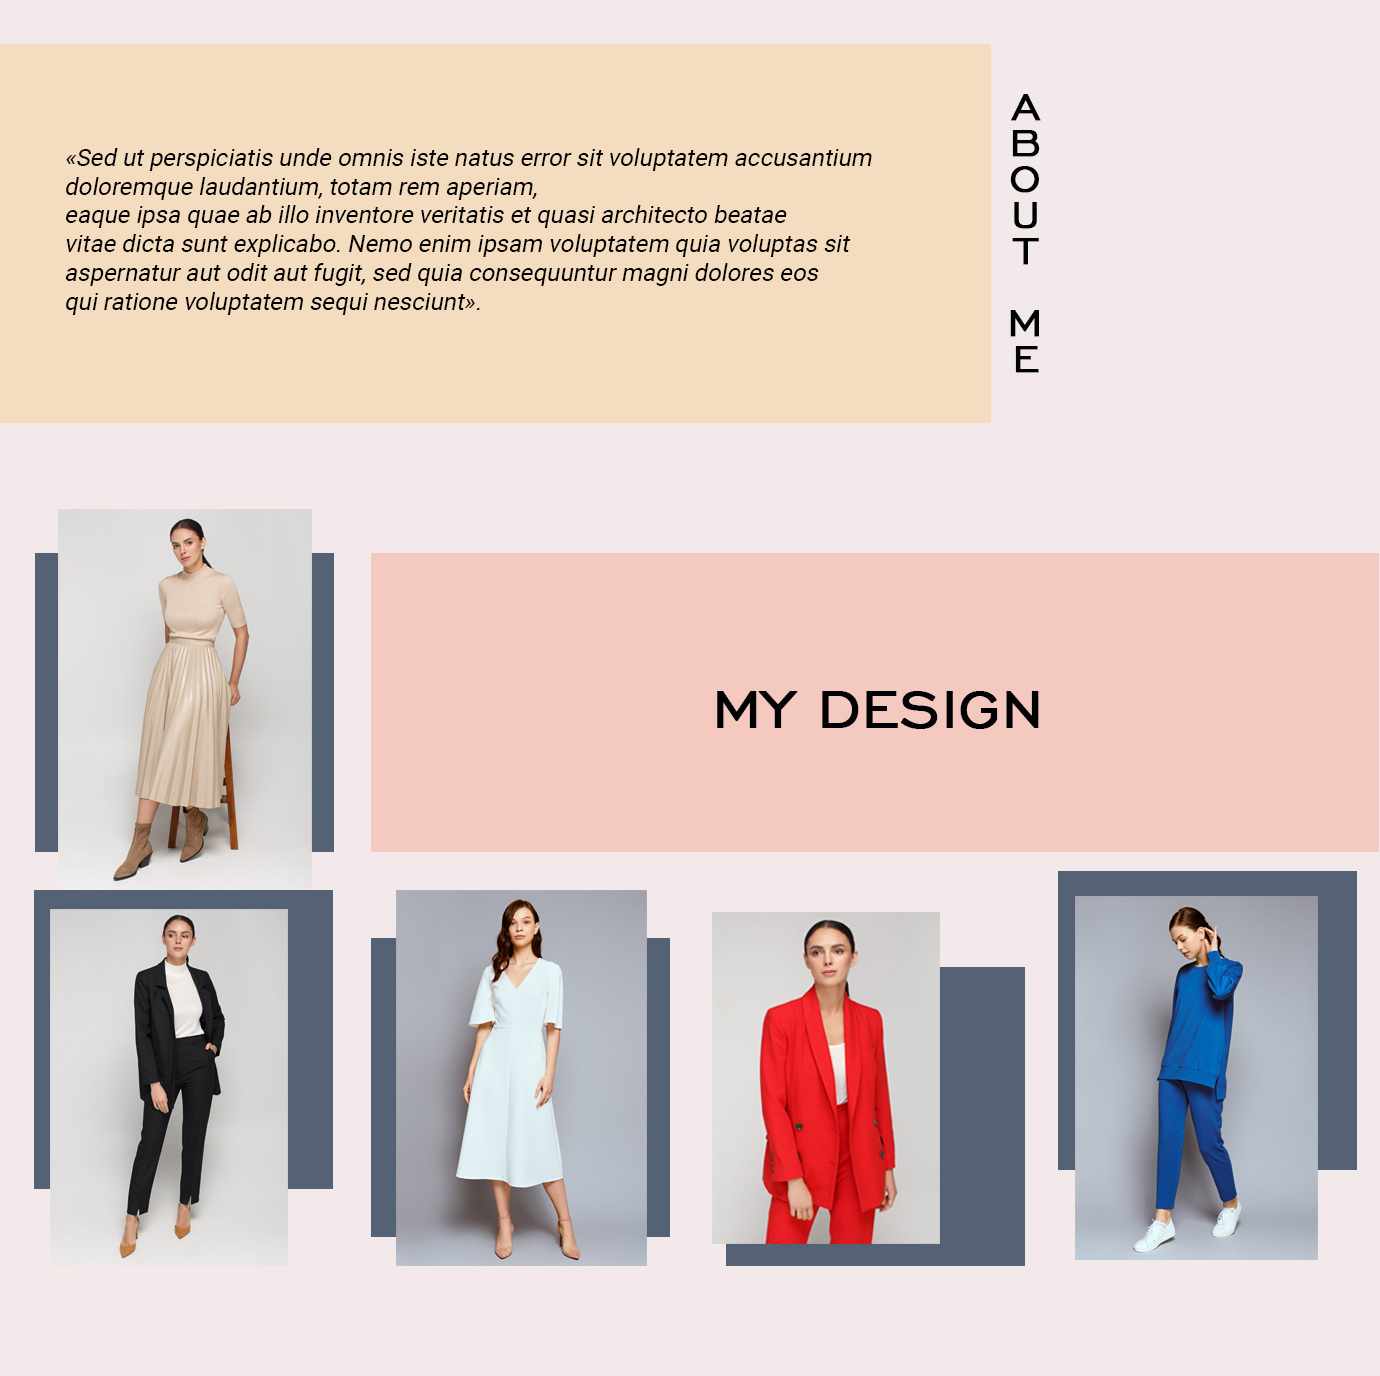 «Sed ut perspiciatis unde omnis iste natus error sit voluptatem accusantium
doloremque laudantium, totam rem aperiam,
eaque ipsa quae ab illo inventore veritatis et quasi architecto beatae
vitae dicta sunt explicabo. Nemo enim ipsam voluptatem quia voluptas sit
aspernatur aut odit aut fugit, sed quia consequuntur magni dolores eos
qui ratione voluptatem sequi nesciunt».
ABOUT ME
MY DESIGN